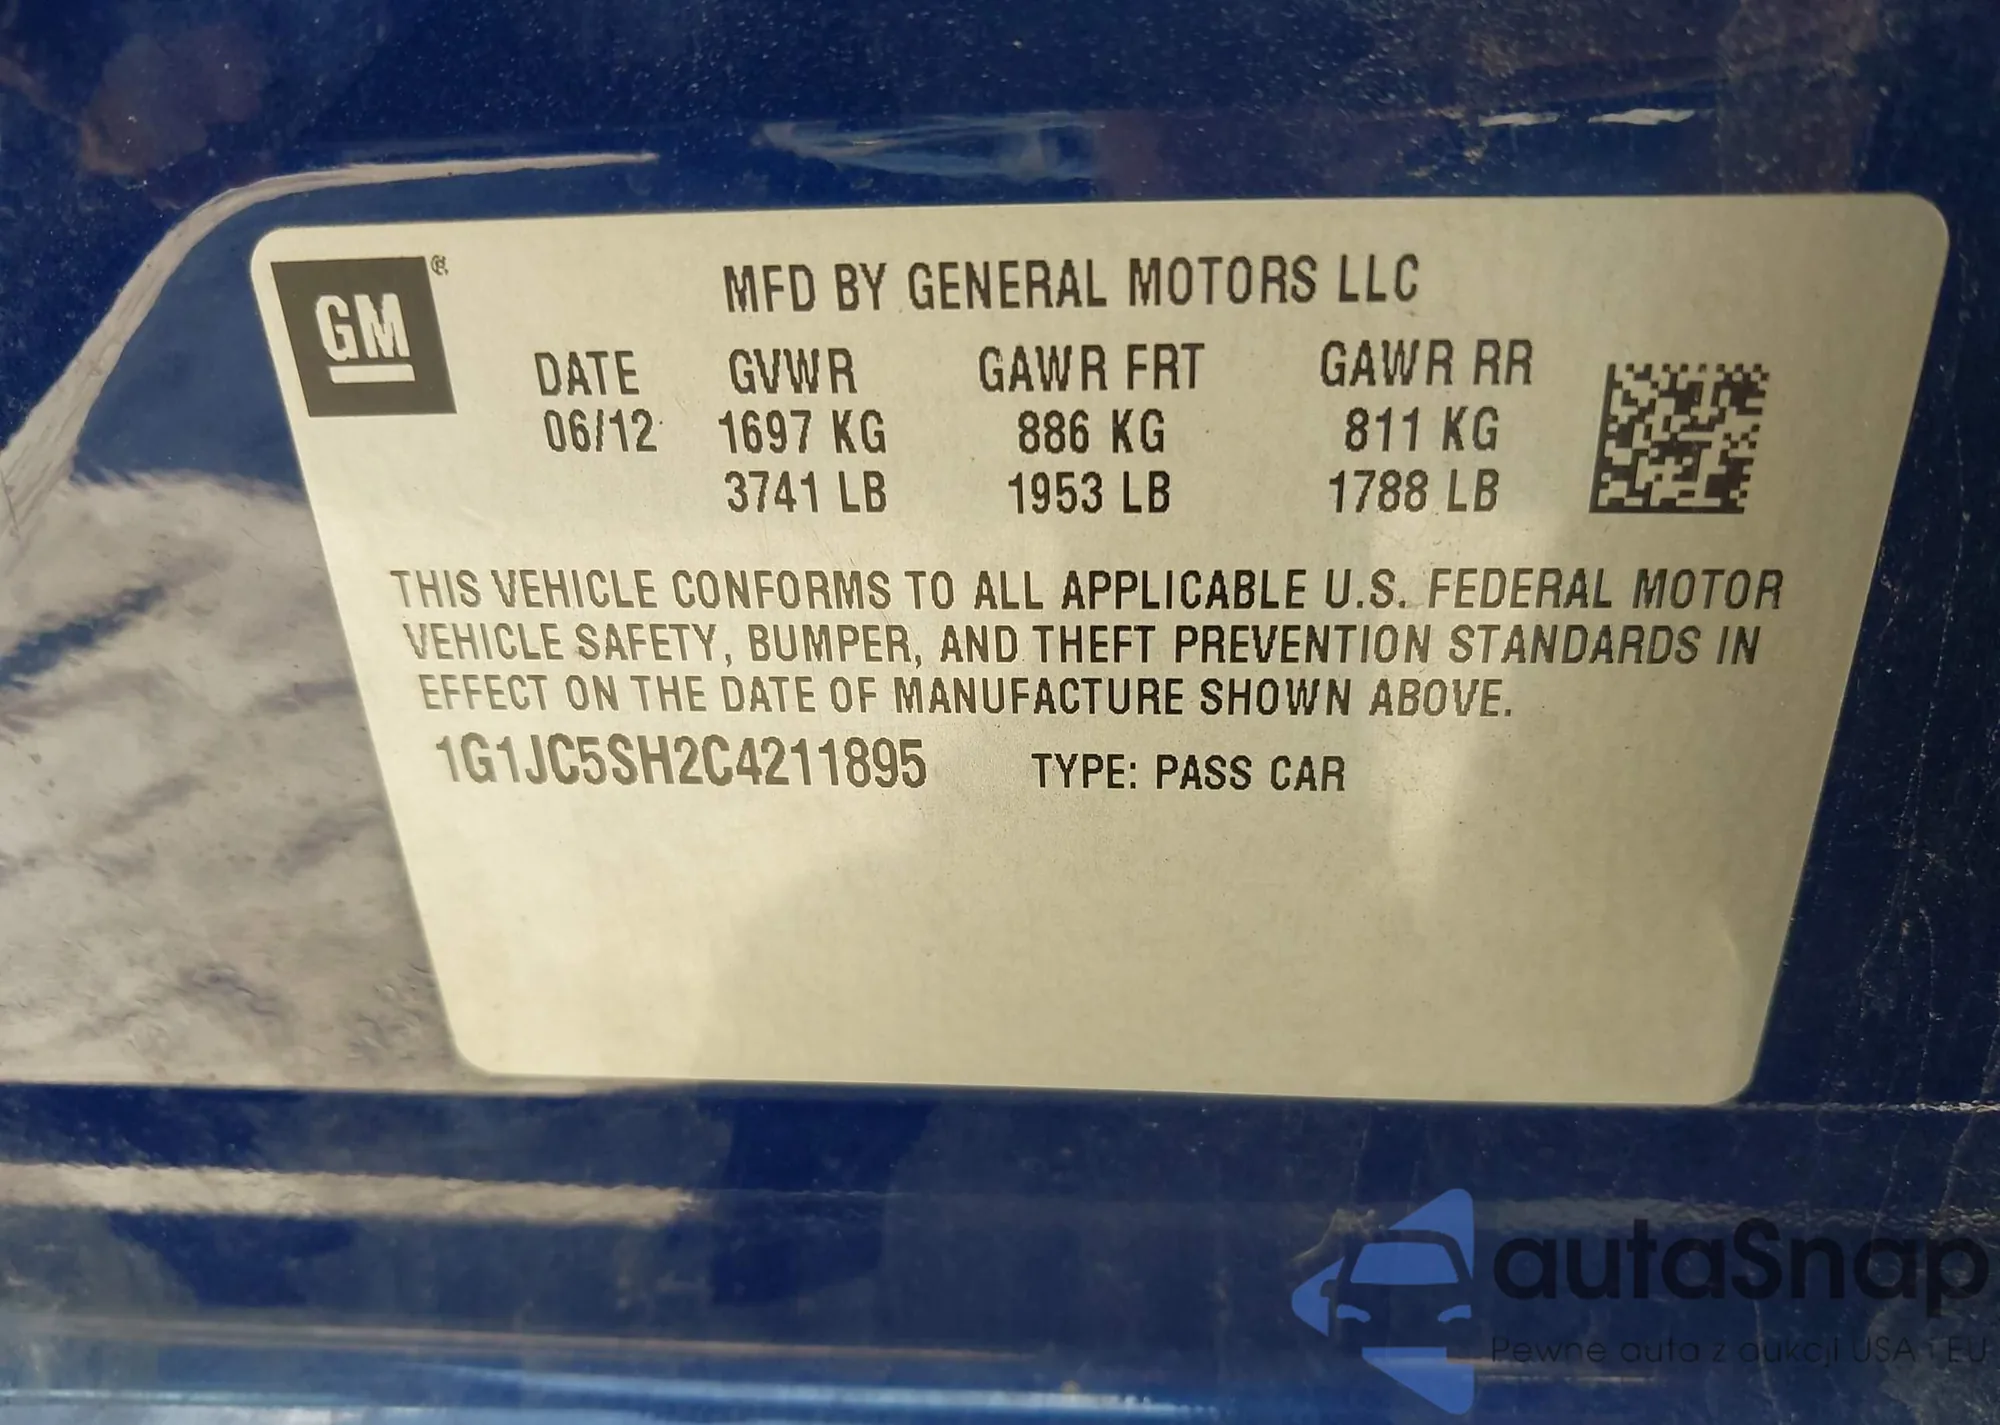 GM®
MFD BY GENERAL MOTORS LLC
DATE GVWR GAWR FRT GAWR RR
06/12 1697 KG 886 KG 811 KG
3741 LB 1953 LB 1788 LB
THIS VEHICLE CONFORMS TO ALL APPLICABLE U.S. FEDERAL MOTOR
VEHICLE SAFETY, BUMPER, AND THEFT PREVENTION STANDARDS IN
EFFECT ON THE DATE OF MANUFACTURE SHOWN ABOVE.
1G1JC5SH2C4211895 TYPE: PASS CAR
autaSnap
Pewne auta z aukcji USA i EU